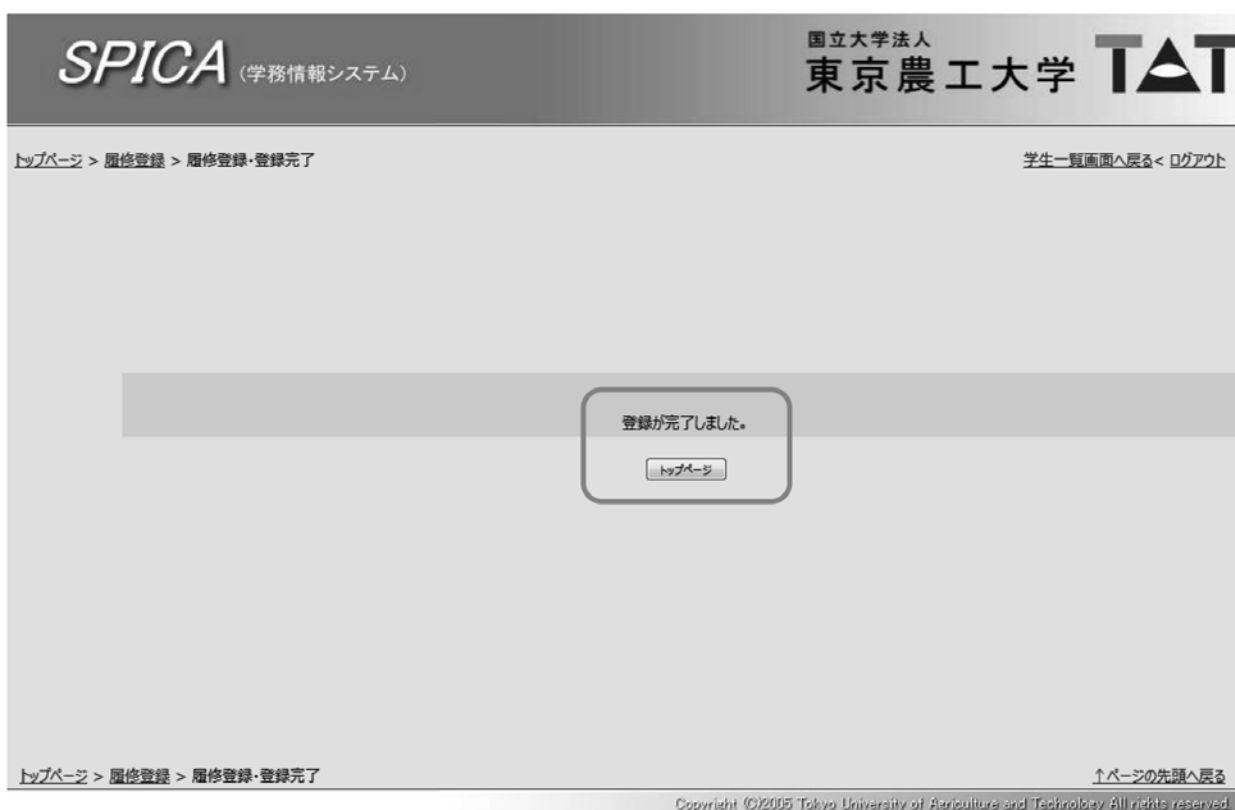 SPICA (学務情報システム)
国立大学法人
東京農工大学 TAT
トップページ > 履修登録 > 履修登録・登録完了
学生一覧画面へ戻る< ログアウト
登録が完了しました。
トップページ
トップページ > 履修登録 > 履修登録・登録完了
↑ページの先頭へ戻る
Copyright (C)2005 Tokyo University of Agriculture and Technology All rights reserved.